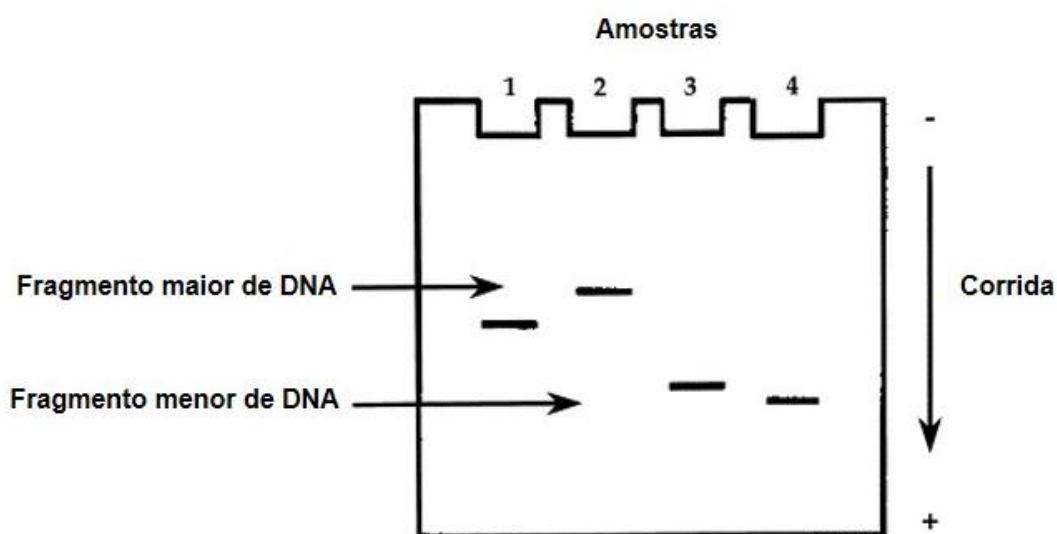 Amostras
1 2 3 4
-
Fragmento maior de DNA
Corrida
Fragmento menor de DNA
+